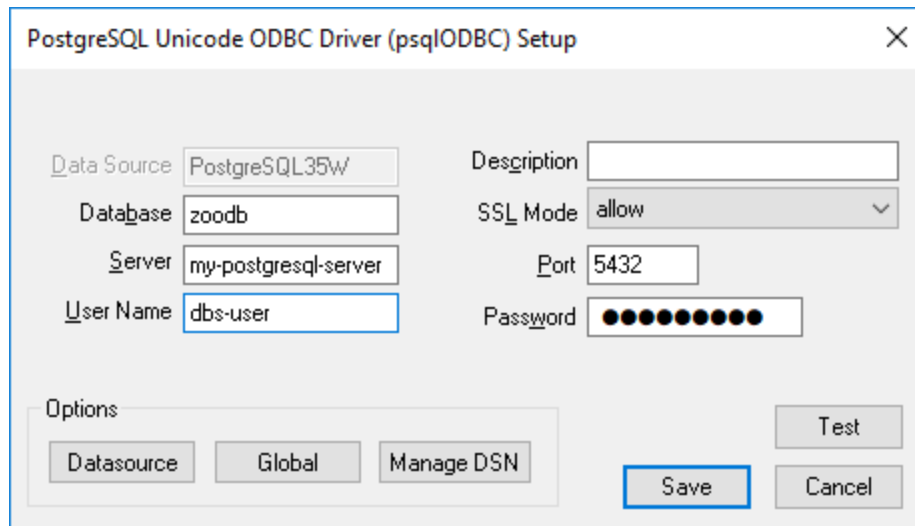 PostgreSQL Unicode ODBC Driver (psqlODBC) Setup
Data Source PostgreSQL35W
Description
Database zoodb
SSL Mode allow
Server my-postgresql-server
Port 5432
User Name dbs-user
Password ●●●●●●●●●
Options
Datasource Global Manage DSN
Test
Save Cancel